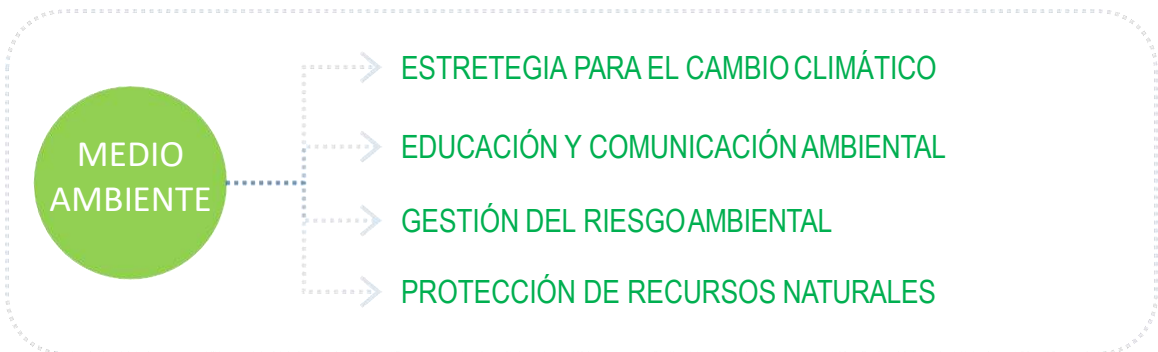 ESTRETEGIA PARA EL CAMBIO CLIMÁTICO
MEDIO
AMBIENTE
EDUCACIÓN Y COMUNICACIÓN AMBIENTAL
GESTIÓN DEL RIESGO AMBIENTAL
PROTECCIÓN DE RECURSOS NATURALES